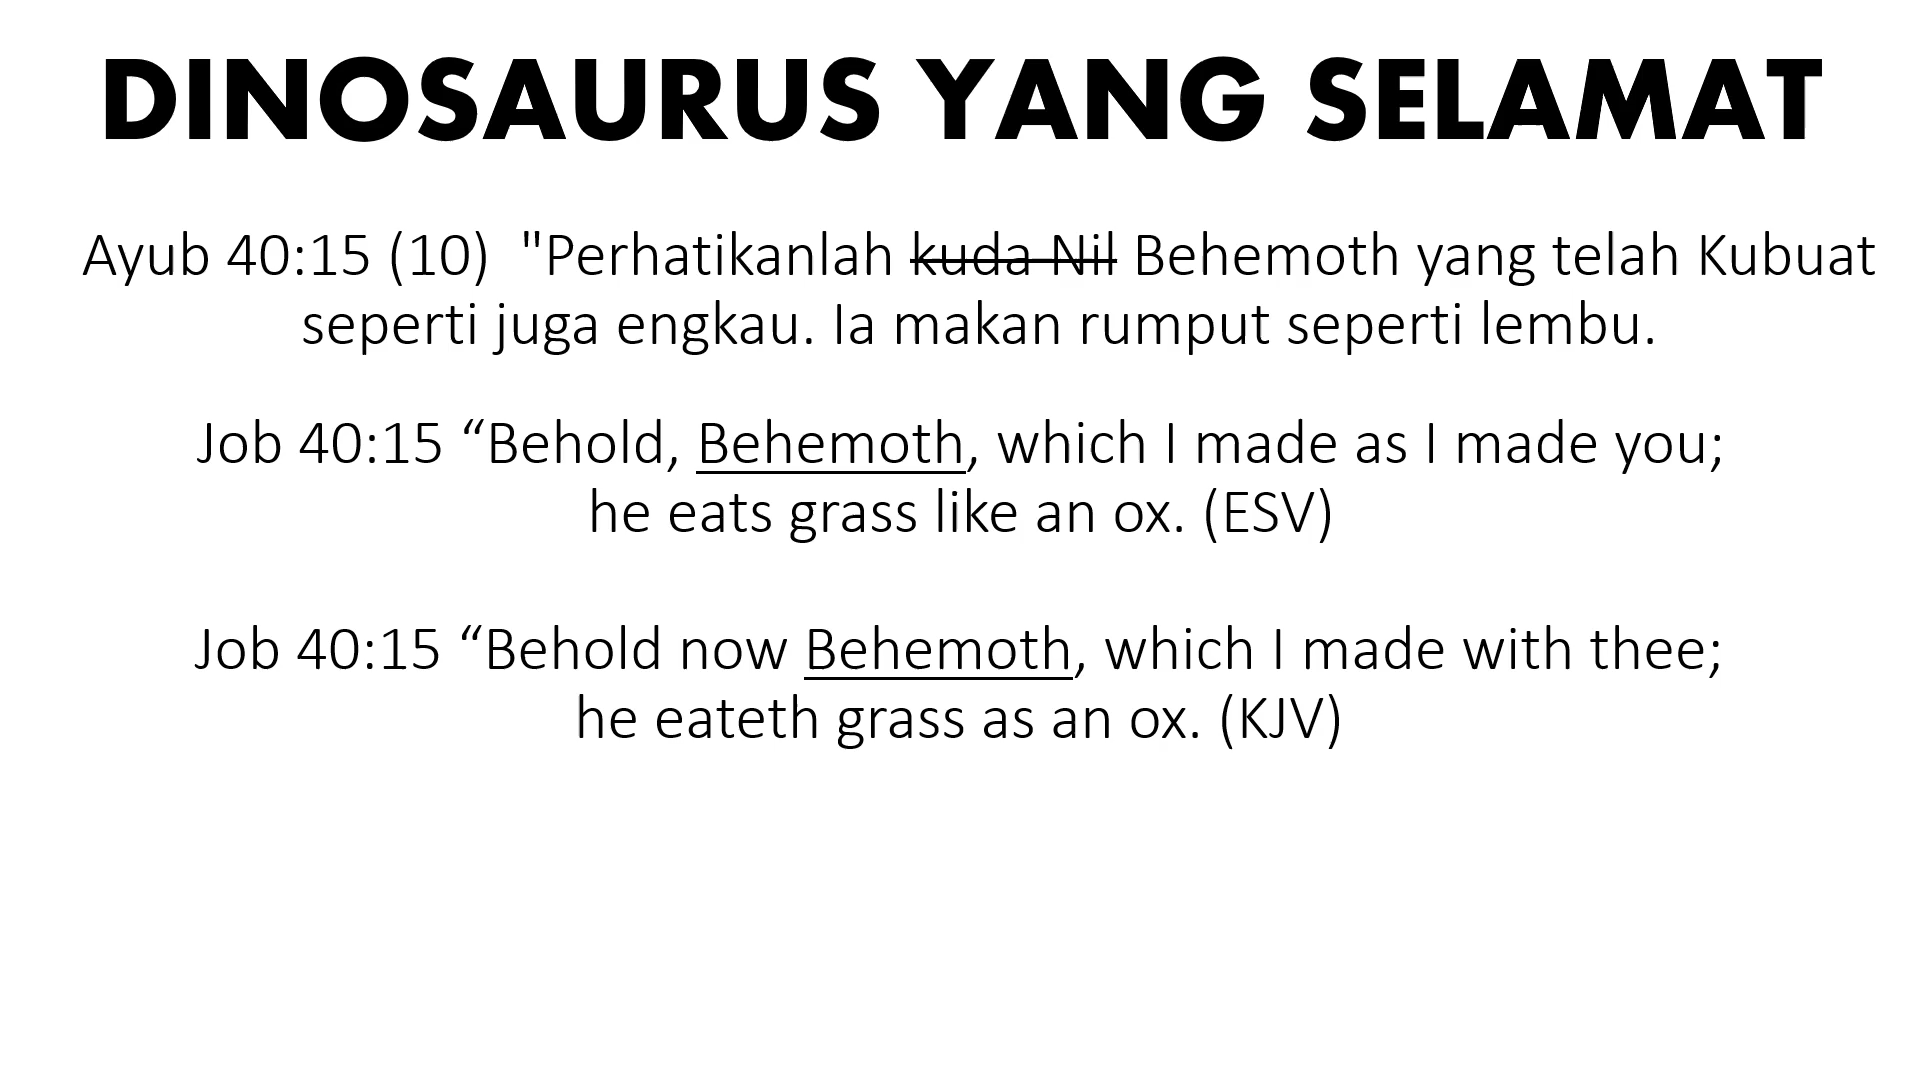 DINOSAURUS YANG SELAMAT
Ayub 40:15 (10)  "Perhatikanlah kuda Nil Behemoth yang telah Kubuat
seperti juga engkau. Ia makan rumput seperti lembu.
Job 40:15 “Behold, Behemoth, which I made as I made you;
he eats grass like an ox. (ESV)
Job 40:15 “Behold now Behemoth, which I made with thee;
he eateth grass as an ox. (KJV)